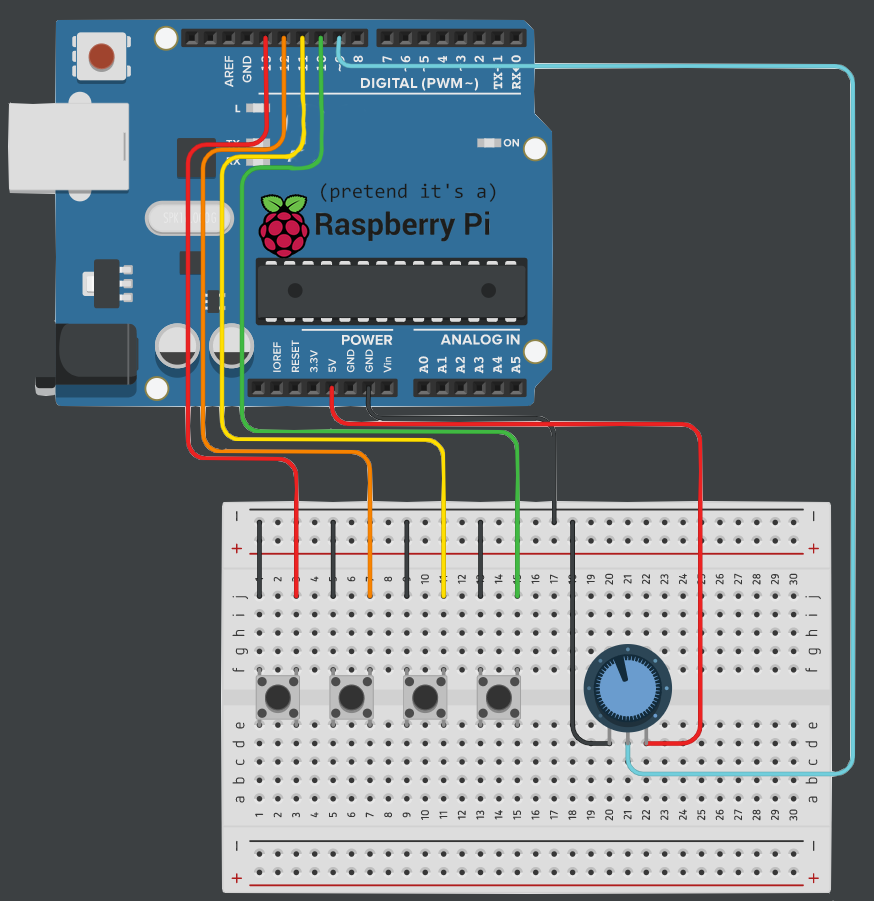 AREF
GND
13
12
11
10
~9
8
7
~6
~5
4
~3
2
TX→1
RX←0
DIGITAL (PWM~)
L
TX
RX
ON
(pretend it's a)
Raspberry Pi
POWER
ANALOG IN
IOREF
RESET
3.3V
5V
GND
GND
Vin
A0
A1
A2
A3
A4
A5
– –
+ +
1 2 3 4 5 6 7 8 9 10 11 12 13 14 15 16 17 18 19 20 21 22 23 24 25 26 27 28 29 30
j j
i i
h h
g g
f f
e e
d d
c c
b b
a a
1 2 3 4 5 6 7 8 9 10 11 12 13 14 15 16 17 18 19 20 21 22 23 24 25 26 27 28 29 30
– –
+ +